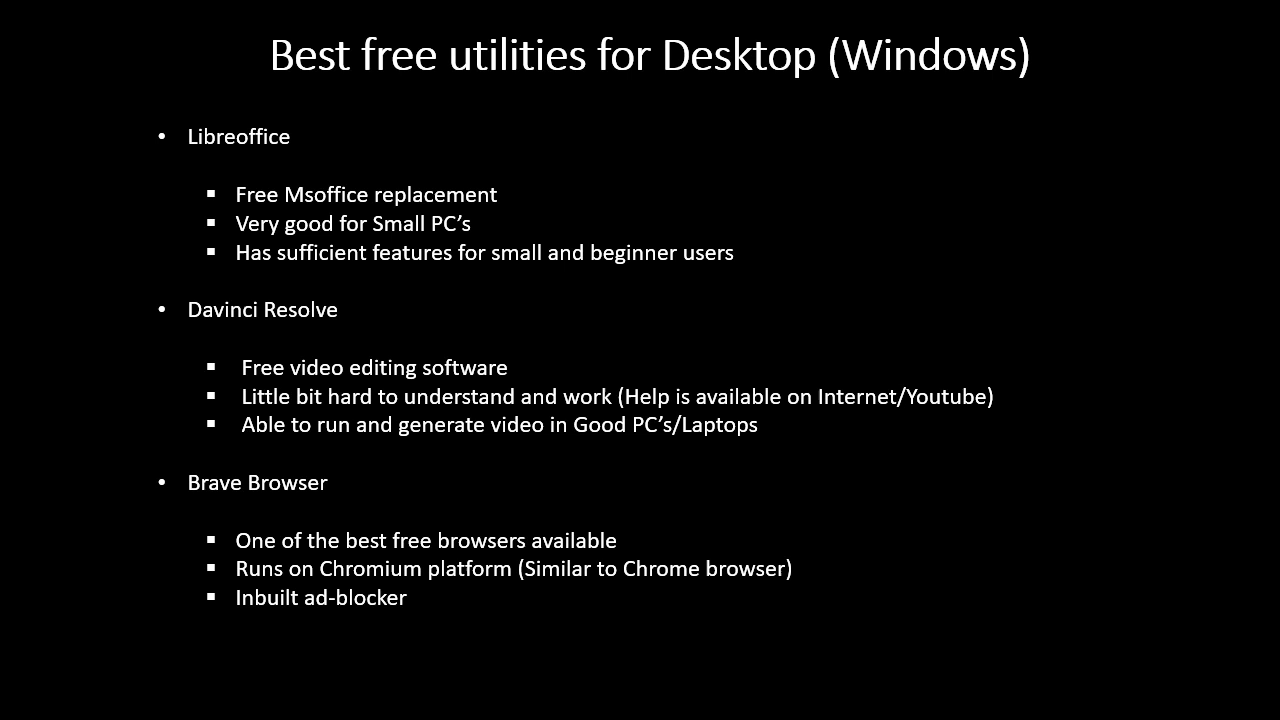 Best free utilities for Desktop (Windows)
• Libreoffice
▪ Free Msoffice replacement
▪ Very good for Small PC’s
▪ Has sufficient features for small and beginner users
• Davinci Resolve
▪ Free video editing software
▪ Little bit hard to understand and work (Help is available on Internet/Youtube)
▪ Able to run and generate video in Good PC’s/Laptops
• Brave Browser
▪ One of the best free browsers available
▪ Runs on Chromium platform (Similar to Chrome browser)
▪ Inbuilt ad-blocker